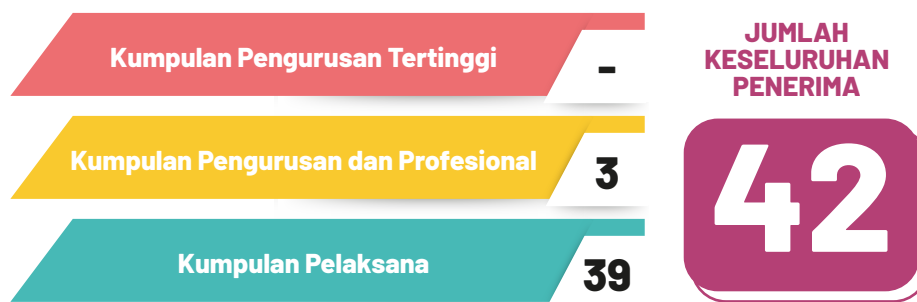 Kumpulan Pengurusan Tertinggi
-
Kumpulan Pengurusan dan Profesional
3
Kumpulan Pelaksana
39
JUMLAH
KESELURUHAN
PENERIMA
42